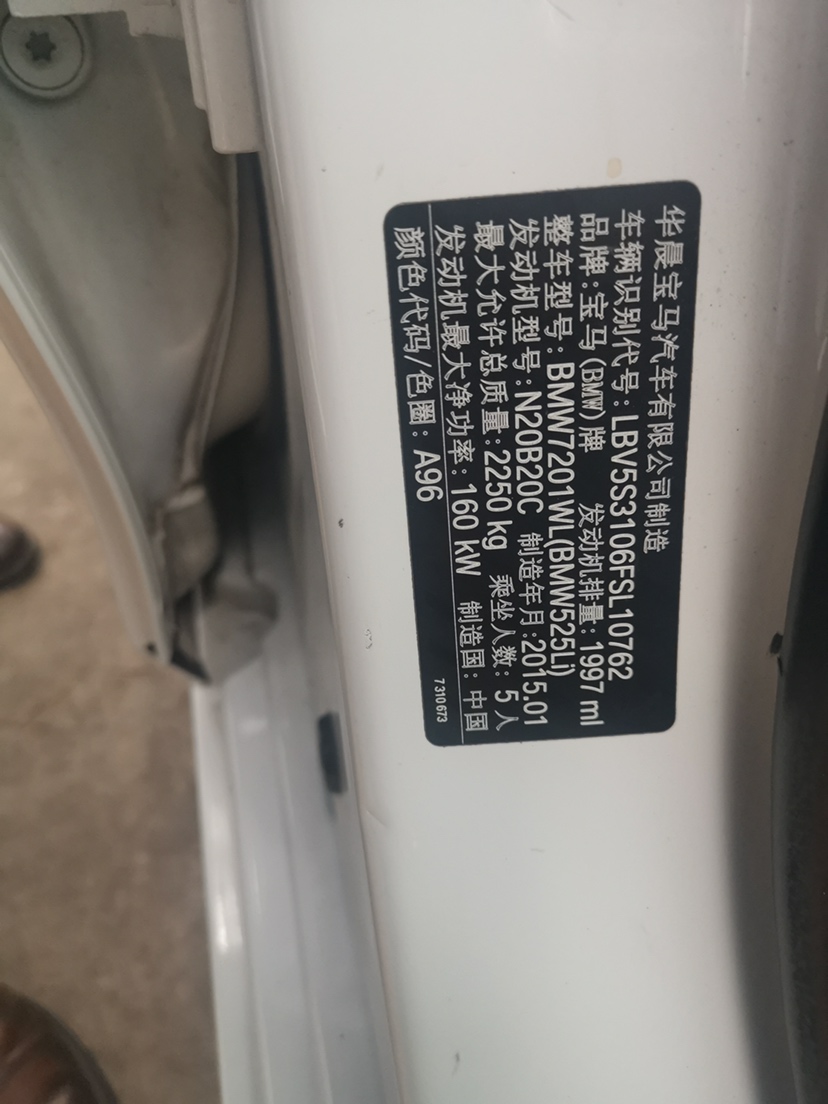 华晨宝马汽车有限公司制造
车辆识别代号：LBV5S3106FSL10762
品牌：宝马(BMW)牌 发动机排量：1997 ml
整车型号：BMW7201WL(BMW525Li)
发动机型号：N20B20C 制造年月：2015.01
最大允许总质量：2250 kg 乘坐人数：5人
发动机最大净功率：160 kW 制造国：中国
颜色代码/色圈：A96 7310673